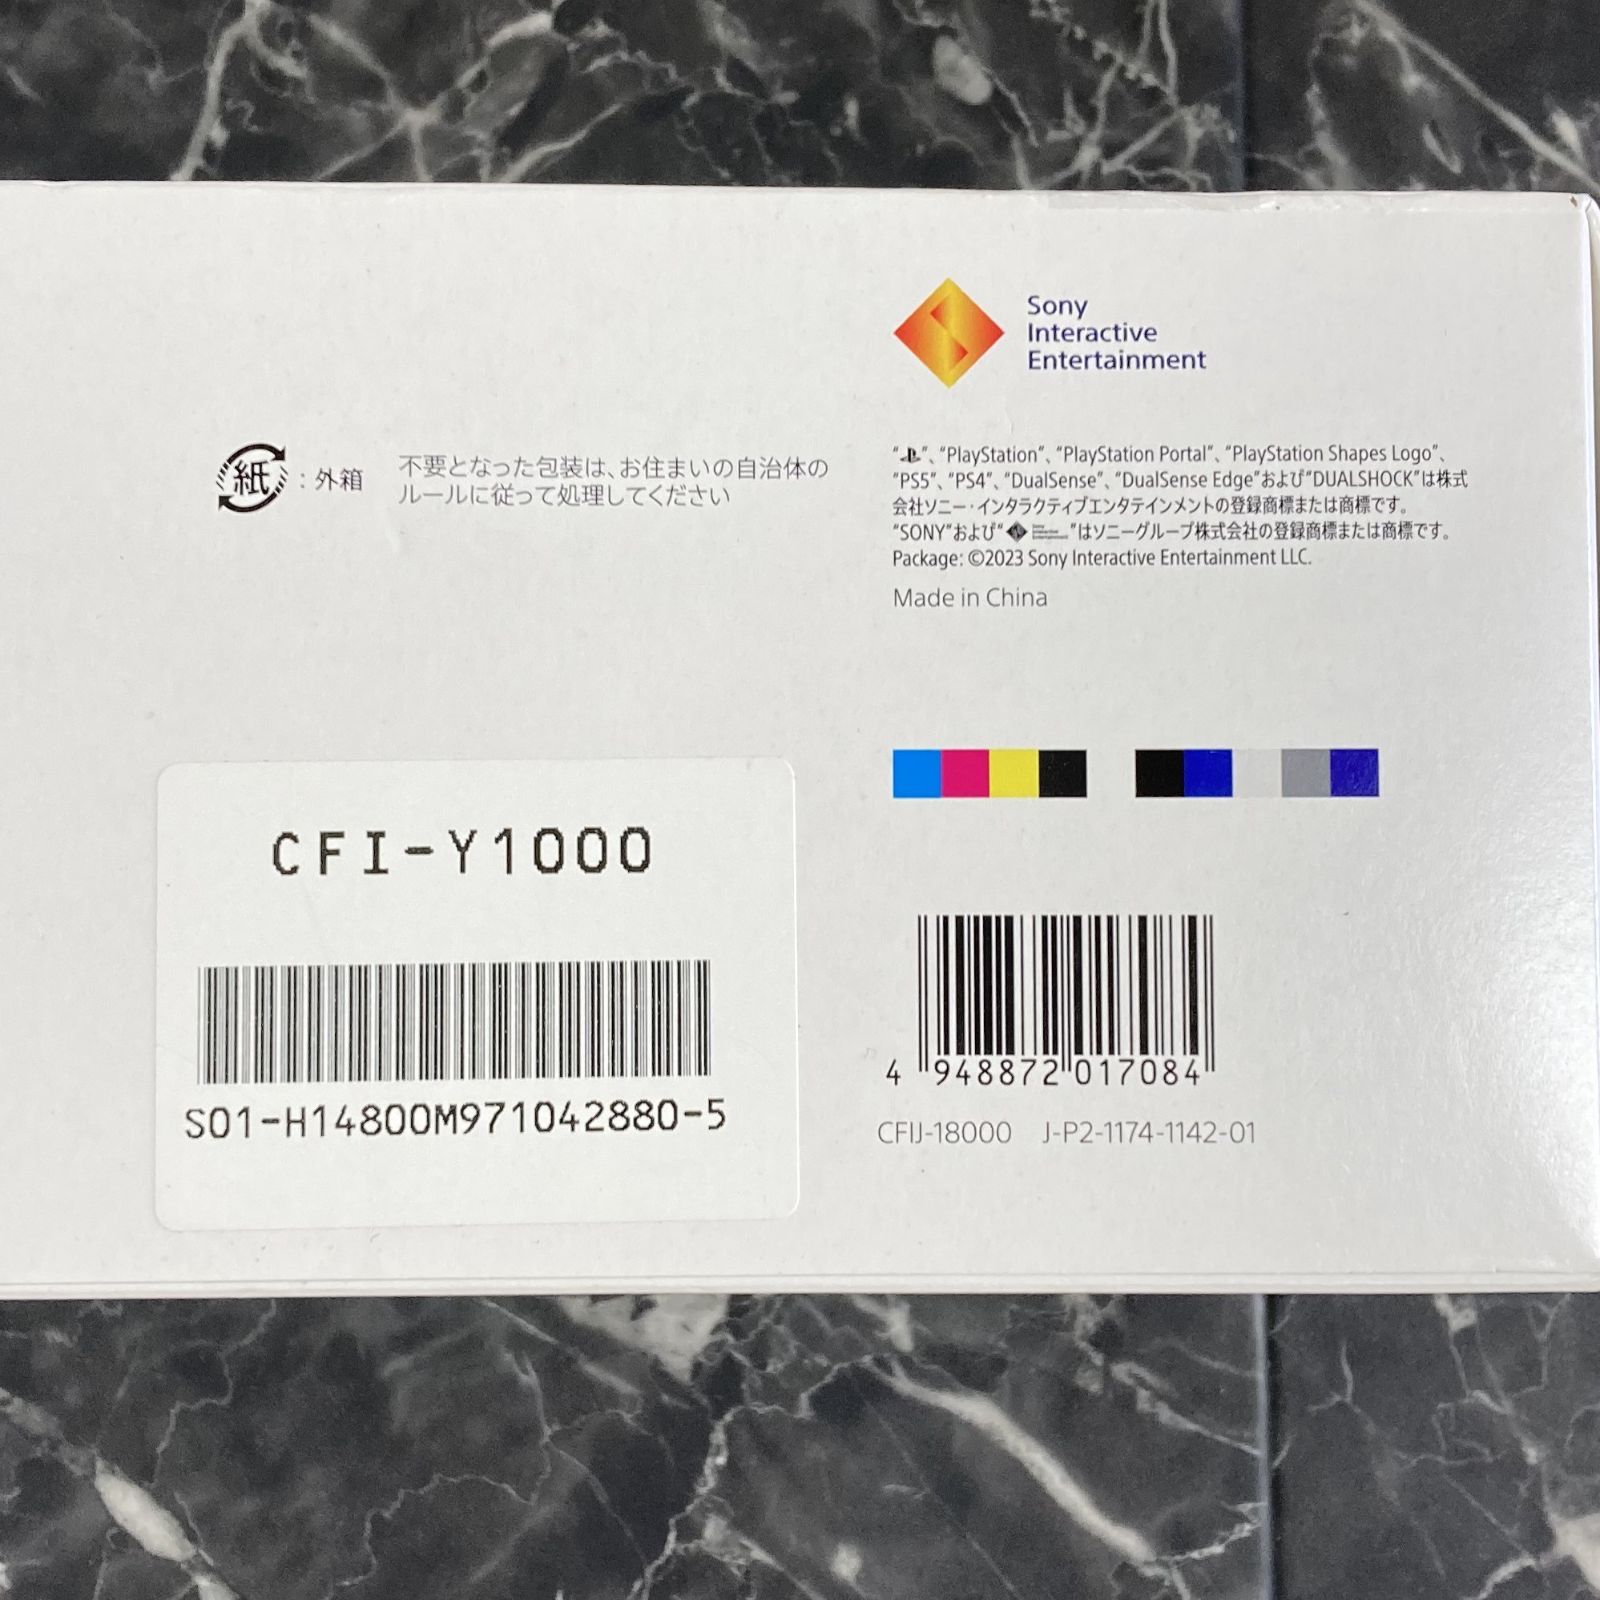 Sony
Interactive
Entertainment
紙 : 外箱
不要となった包装は、お住まいの自治体の
ルールに従って処理してください
“ ”、“PlayStation”、“PlayStation Portal”、“PlayStation Shapes Logo”、
“PS5”、“PS4”、“DualSense”、“DualSense Edge”および“DUALSHOCK”は株式
会社ソニー・インタラクティブエンタテインメントの登録商標または商標です。
“SONY”および“ ”はソニーグループ株式会社の登録商標または商標です。
Package: ©2023 Sony Interactive Entertainment LLC.
Made in China
CFI-Y1000
S01-H14800M971042880-5
4 948872 017084
CFIJ-18000 J-P2-1174-1142-01